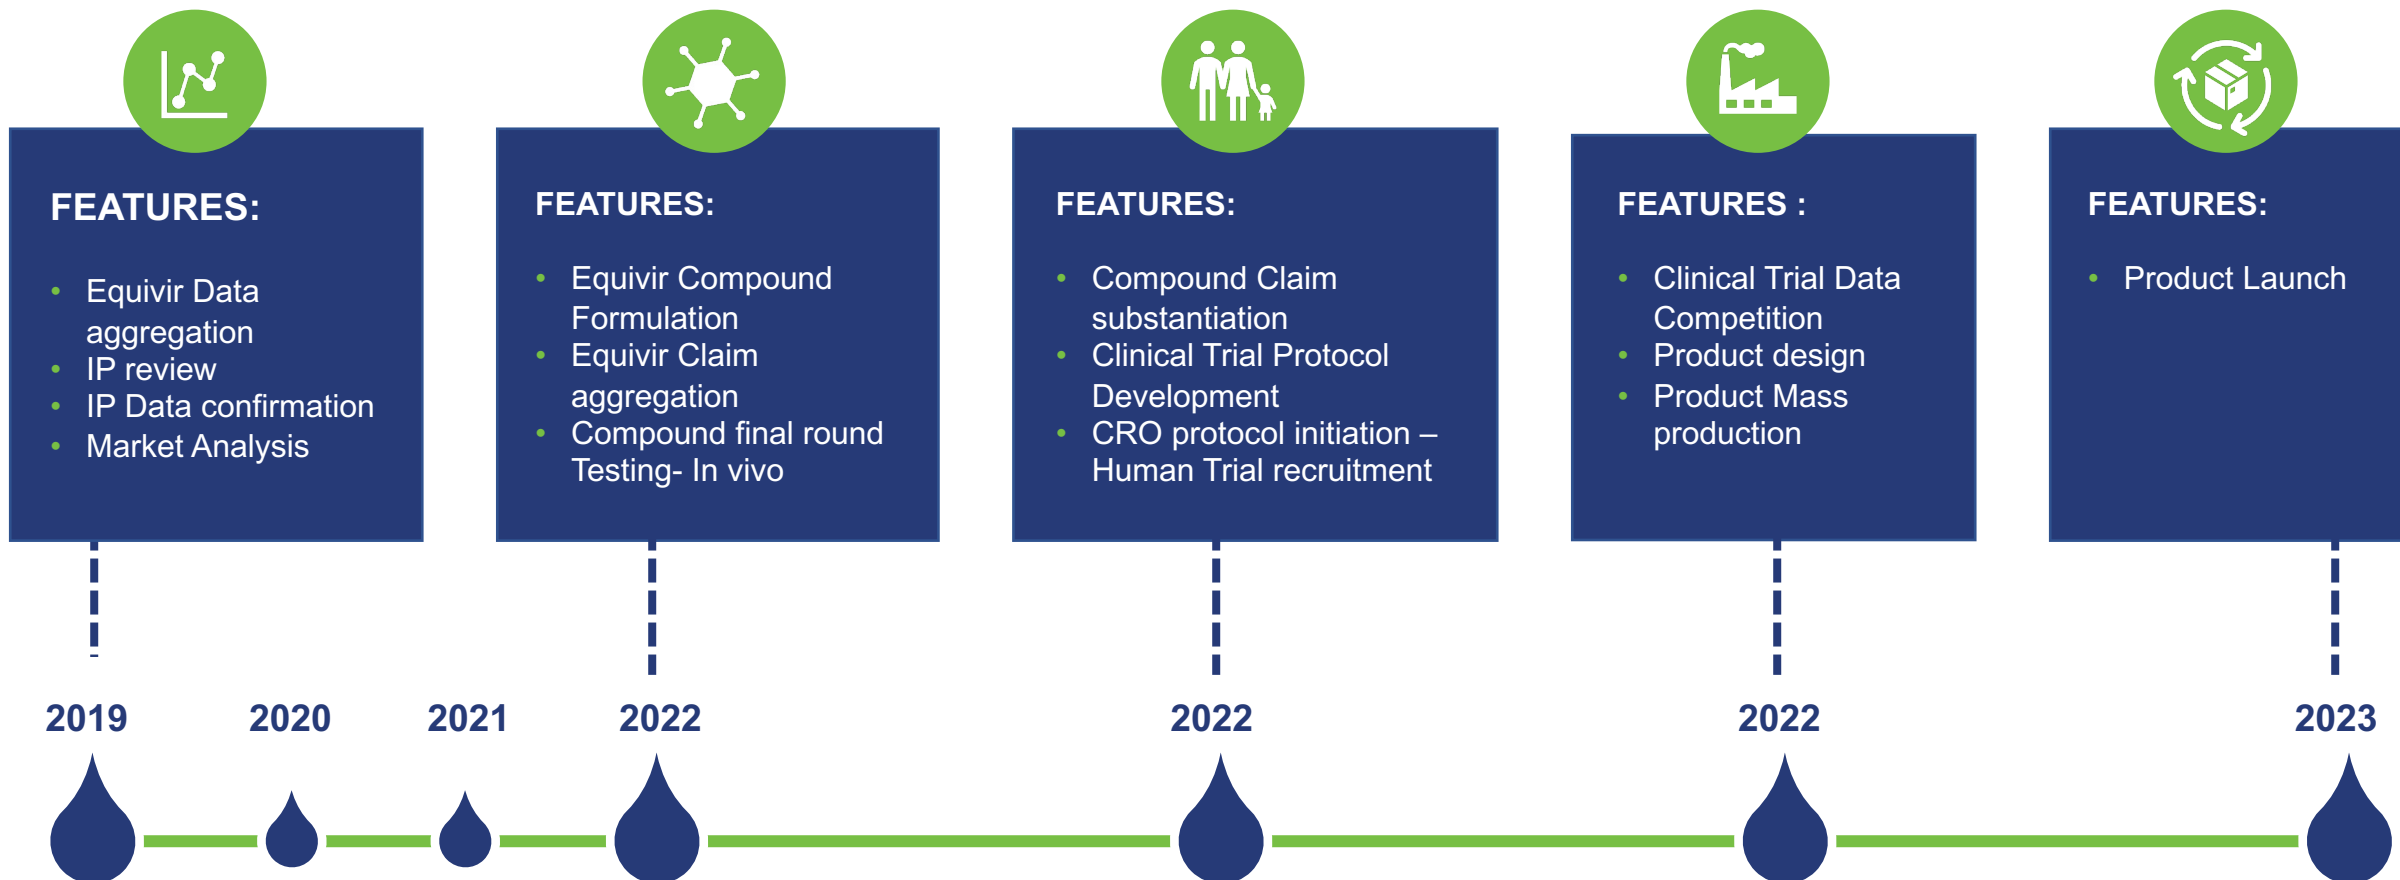 FEATURES:
• Equivir Data
aggregation
• IP review
• IP Data confirmation
• Market Analysis
FEATURES:
• Equivir Compound
Formulation
• Equivir Claim
aggregation
• Compound final round
Testing- In vivo
FEATURES:
• Compound Claim
substantiation
• Clinical Trial Protocol
Development
• CRO protocol initiation –
Human Trial recruitment
FEATURES :
• Clinical Trial Data
Competition
• Product design
• Product Mass
production
FEATURES:
• Product Launch
2019
2020
2021
2022
2022
2022
2023